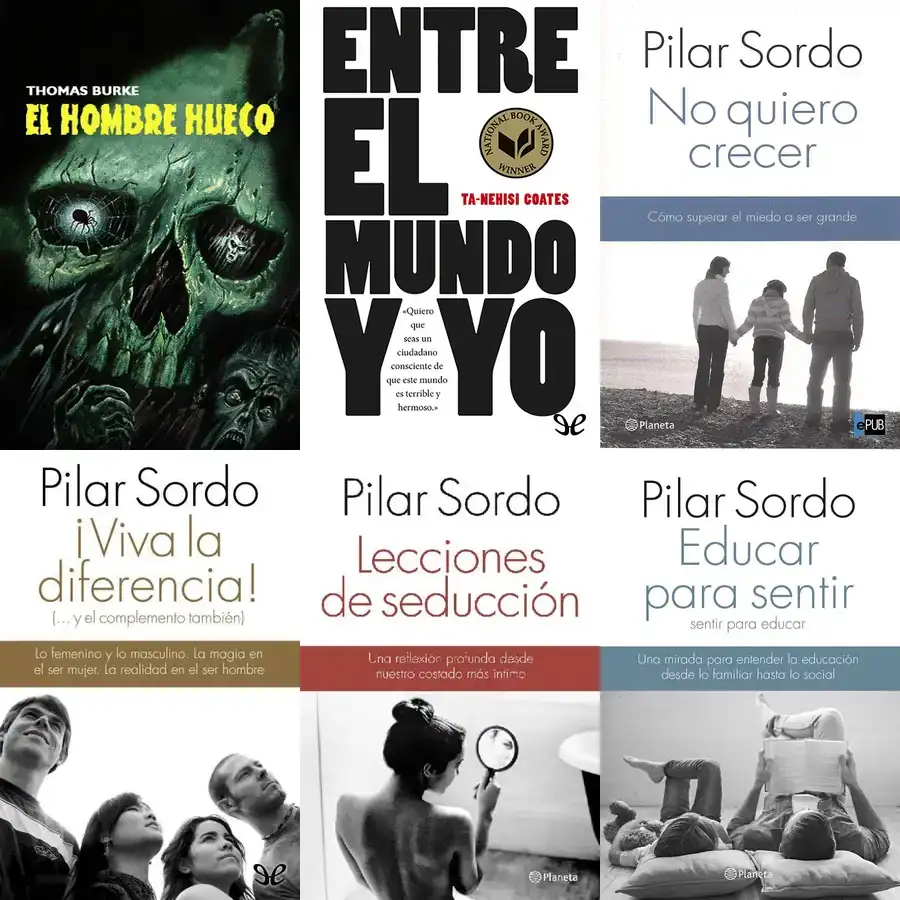 THOMAS BURKE
EL HOMBRE HUECO
ENTRE
EL
NATIONAL BOOK AWARD
WINNER
TA-NEHISI COATES
MUNDO
Y YO
«Quiero
que
seas un
ciudadano
consciente de
que este mundo
es terrible y
hermoso.»
Pilar Sordo
No quiero
crecer
Cómo superar el miedo a ser grande
Planeta
ePUB
Pilar Sordo
¡Viva la
diferencia!
(... y el complemento también)
Lo femenino y lo masculino. La magia en
el ser mujer. La realidad en el ser hombre
Pilar Sordo
Lecciones
de seducción
Una reflexión profunda desde
nuestro costado más íntimo
Planeta
Pilar Sordo
Educar
para sentir
sentir para educar
Una mirada para entender la educación
desde lo familiar hasta lo social
Planeta